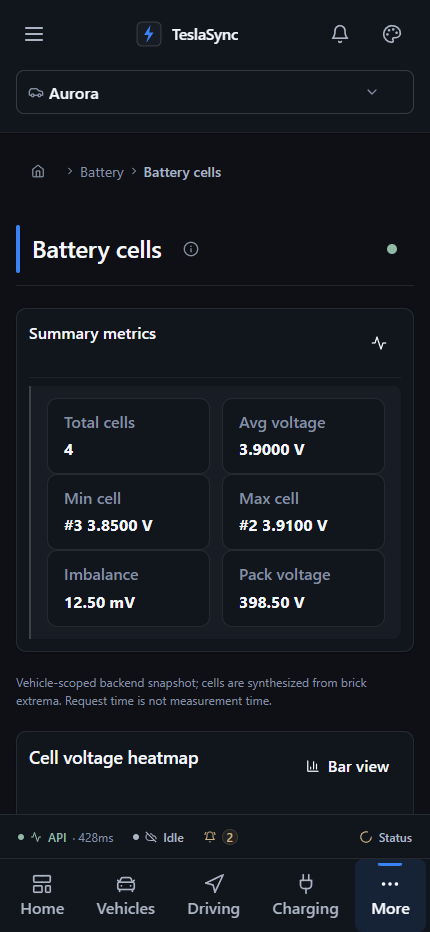 TeslaSync
Aurora
Battery
Battery cells
Battery cells
Summary metrics
Total cells
4
Avg voltage
3.9000 V
Min cell
#3 3.8500 V
Max cell
#2 3.9100 V
Imbalance
12.50 mV
Pack voltage
398.50 V
Vehicle-scoped backend snapshot; cells are synthesized from brick
extrema. Request time is not measurement time.
Cell voltage heatmap
Bar view
API · 428ms
Idle
2
Status
Home
Vehicles
Driving
Charging
More